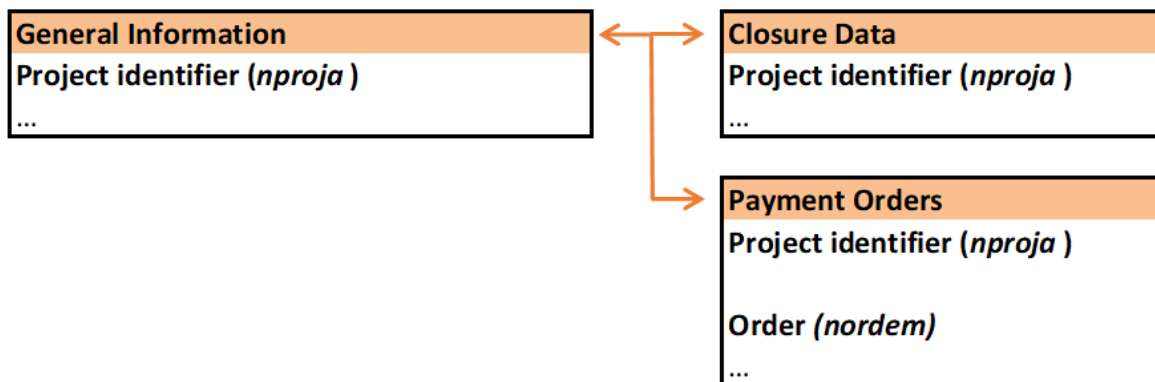 General Information
Project identifier (nproja )
...
Closure Data
Project identifier (nproja )
...
Payment Orders
Project identifier (nproja )
Order (nordem)
...